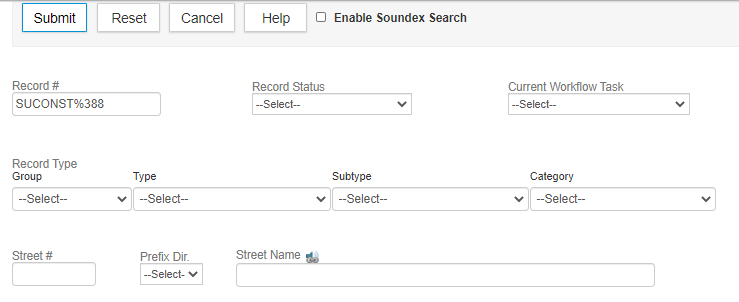 Submit Reset Cancel Help Enable Soundex Search
Record # Record Status Current Workflow Task
SUCONST%388 --Select-- --Select--
Record Type
Group Type Subtype Category
--Select-- --Select-- --Select-- --Select--
Street # Prefix Dir. Street Name
--Select-